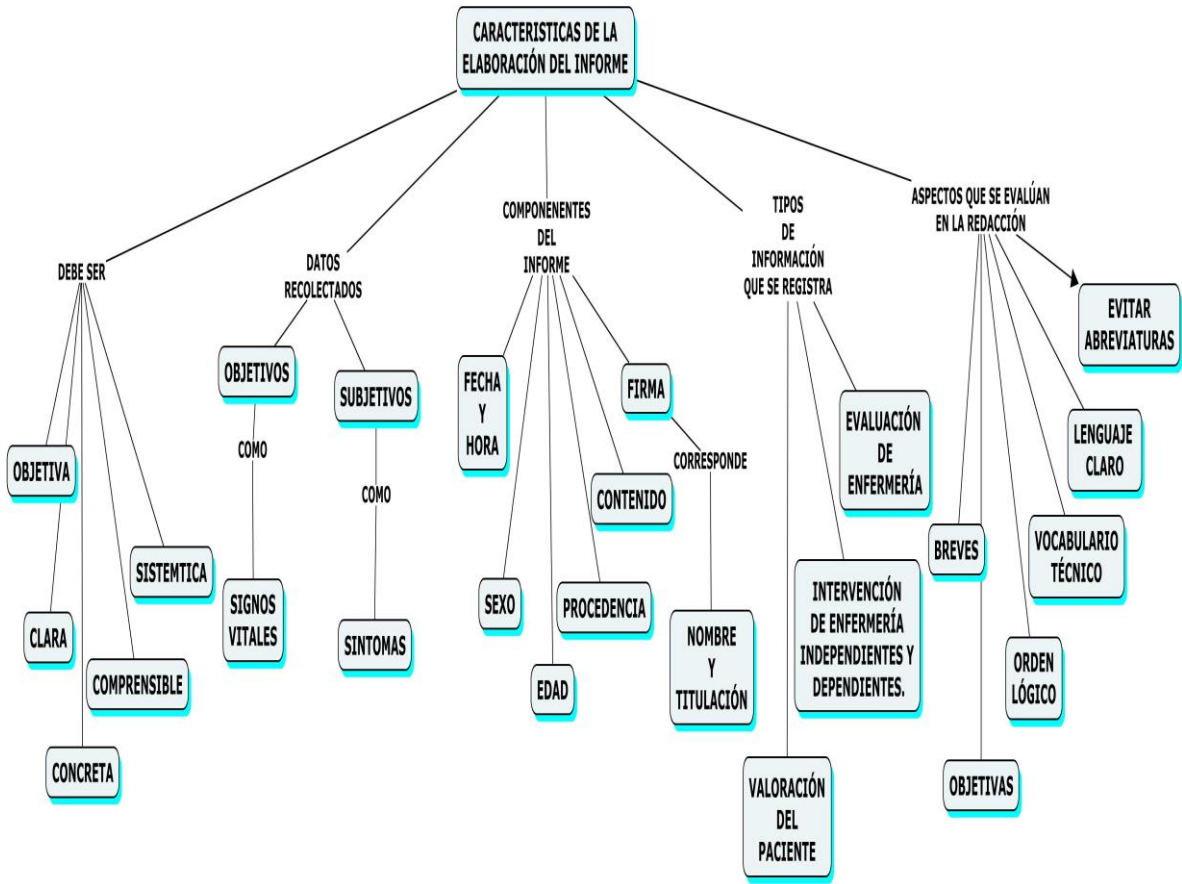 CARACTERISTICAS DE LA
ELABORACIÓN DEL INFORME
DEBE SER
OBJETIVA
CLARA
CONCRETA
COMPRENSIBLE
SISTEMTICA
DATOS
RECOLECTADOS
OBJETIVOS
COMO
SIGNOS
VITALES
SUBJETIVOS
COMO
SINTOMAS
COMPONENENTES
DEL
INFORME
FECHA
Y
HORA
SEXO
EDAD
PROCEDENCIA
CONTENIDO
FIRMA
CORRESPONDE
NOMBRE
Y
TITULACIÓN
TIPOS
DE
INFORMACIÓN
QUE SE REGISTRA
VALORACIÓN
DEL
PACIENTE
INTERVENCIÓN
DE ENFERMERÍA
INDEPENDIENTES Y
DEPENDIENTES.
EVALUACIÓN
DE
ENFERMERÍA
ASPECTOS QUE SE EVALÚAN
EN LA REDACCIÓN
BREVES
OBJETIVAS
ORDEN
LÓGICO
VOCABULARIO
TÉCNICO
LENGUAJE
CLARO
EVITAR
ABREVIATURAS